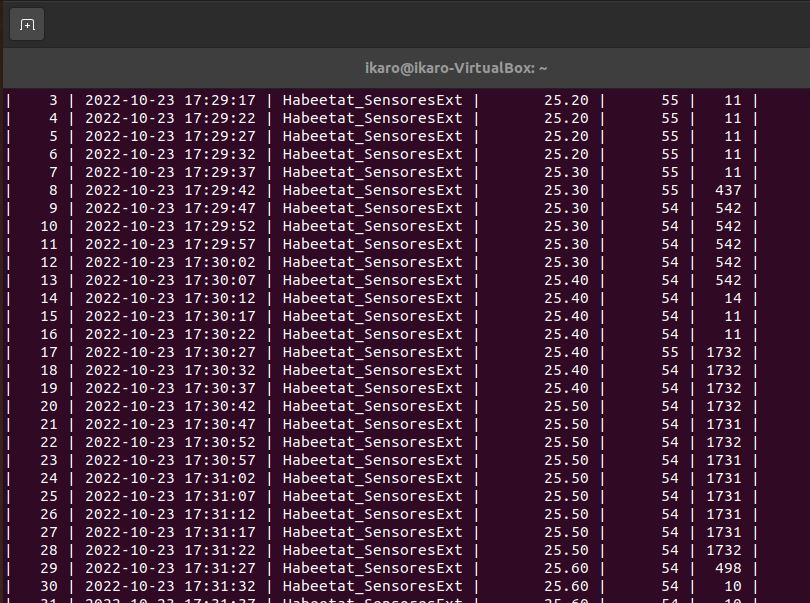 ikaro@ikaro-VirtualBox: ~
| 3 | 2022-10-23 17:29:17 | Habeetat_SensoresExt | 25.20 | 55 | 11 |
| 4 | 2022-10-23 17:29:22 | Habeetat_SensoresExt | 25.20 | 55 | 11 |
| 5 | 2022-10-23 17:29:27 | Habeetat_SensoresExt | 25.20 | 55 | 11 |
| 6 | 2022-10-23 17:29:32 | Habeetat_SensoresExt | 25.20 | 55 | 11 |
| 7 | 2022-10-23 17:29:37 | Habeetat_SensoresExt | 25.30 | 55 | 11 |
| 8 | 2022-10-23 17:29:42 | Habeetat_SensoresExt | 25.30 | 55 | 437 |
| 9 | 2022-10-23 17:29:47 | Habeetat_SensoresExt | 25.30 | 54 | 542 |
| 10 | 2022-10-23 17:29:52 | Habeetat_SensoresExt | 25.30 | 54 | 542 |
| 11 | 2022-10-23 17:29:57 | Habeetat_SensoresExt | 25.30 | 54 | 542 |
| 12 | 2022-10-23 17:30:02 | Habeetat_SensoresExt | 25.30 | 54 | 542 |
| 13 | 2022-10-23 17:30:07 | Habeetat_SensoresExt | 25.40 | 54 | 542 |
| 14 | 2022-10-23 17:30:12 | Habeetat_SensoresExt | 25.40 | 54 | 14 |
| 15 | 2022-10-23 17:30:17 | Habeetat_SensoresExt | 25.40 | 54 | 11 |
| 16 | 2022-10-23 17:30:22 | Habeetat_SensoresExt | 25.40 | 54 | 11 |
| 17 | 2022-10-23 17:30:27 | Habeetat_SensoresExt | 25.40 | 55 | 1732 |
| 18 | 2022-10-23 17:30:32 | Habeetat_SensoresExt | 25.40 | 54 | 1732 |
| 19 | 2022-10-23 17:30:37 | Habeetat_SensoresExt | 25.40 | 54 | 1732 |
| 20 | 2022-10-23 17:30:42 | Habeetat_SensoresExt | 25.50 | 54 | 1732 |
| 21 | 2022-10-23 17:30:47 | Habeetat_SensoresExt | 25.50 | 54 | 1731 |
| 22 | 2022-10-23 17:30:52 | Habeetat_SensoresExt | 25.50 | 54 | 1732 |
| 23 | 2022-10-23 17:30:57 | Habeetat_SensoresExt | 25.50 | 54 | 1731 |
| 24 | 2022-10-23 17:31:02 | Habeetat_SensoresExt | 25.50 | 54 | 1731 |
| 25 | 2022-10-23 17:31:07 | Habeetat_SensoresExt | 25.50 | 54 | 1731 |
| 26 | 2022-10-23 17:31:12 | Habeetat_SensoresExt | 25.50 | 54 | 1731 |
| 27 | 2022-10-23 17:31:17 | Habeetat_SensoresExt | 25.50 | 54 | 1731 |
| 28 | 2022-10-23 17:31:22 | Habeetat_SensoresExt | 25.50 | 54 | 1732 |
| 29 | 2022-10-23 17:31:27 | Habeetat_SensoresExt | 25.60 | 54 | 498 |
| 30 | 2022-10-23 17:31:32 | Habeetat_SensoresExt | 25.60 | 54 | 10 |